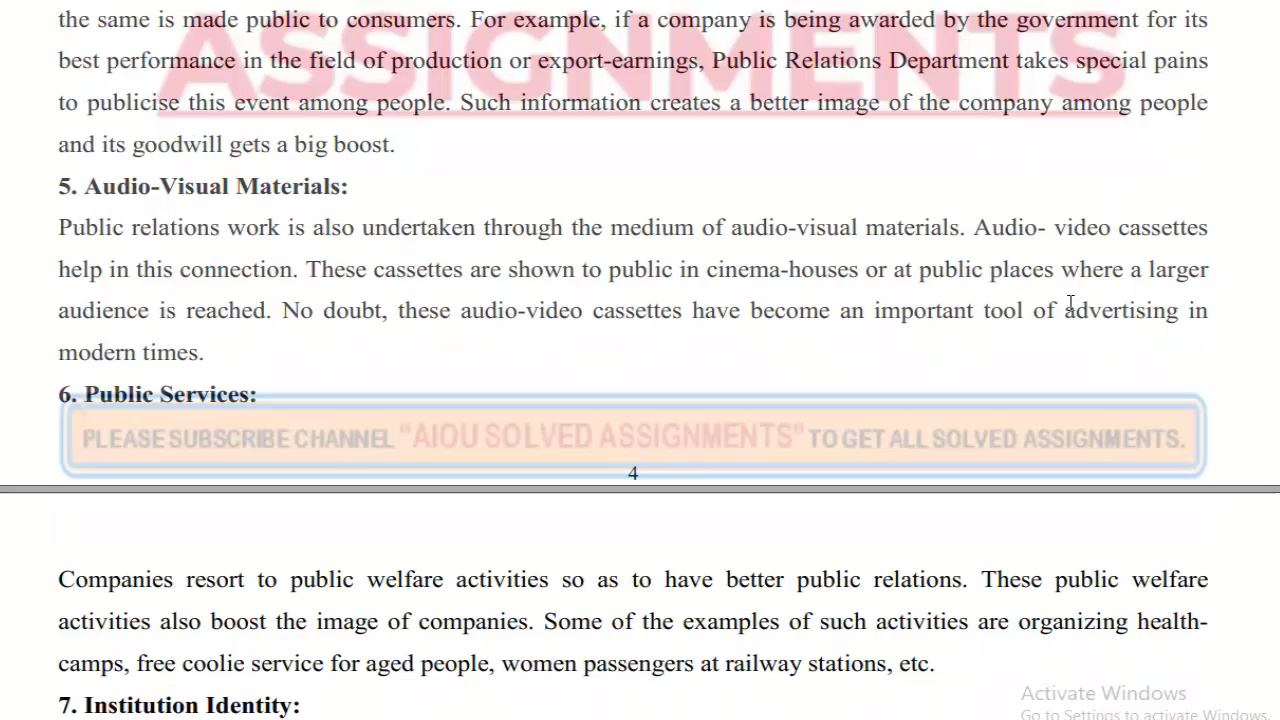 the same is made public to consumers. For example, if a company is being awarded by the government for its
best performance in the field of production or export-earnings, Public Relations Department takes special pains
to publicise this event among people. Such information creates a better image of the company among people
and its goodwill gets a big boost.
ASSIGNMENTS
5. Audio-Visual Materials:
Public relations work is also undertaken through the medium of audio-visual materials. Audio- video cassettes
help in this connection. These cassettes are shown to public in cinema-houses or at public places where a larger
audience is reached. No doubt, these audio-video cassettes have become an important tool of advertising in
modern times.
6. Public Services:
PLEASE SUBSCRIBE CHANNEL "AIOU SOLVED ASSIGNMENTS" TO GET ALL SOLVED ASSIGNMENTS.
4
Companies resort to public welfare activities so as to have better public relations. These public welfare
activities also boost the image of companies. Some of the examples of such activities are organizing health-
camps, free coolie service for aged people, women passengers at railway stations, etc.
7. Institution Identity:
Activate Windows
Go to Settings to activate Windows.